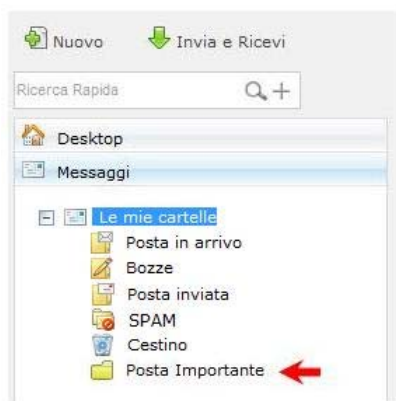 Nuovo Invia e Ricevi
Ricerca Rapida
Desktop
Messaggi
Le mie cartelle
Posta in arrivo
Bozze
Posta inviata
SPAM
Cestino
Posta Importante